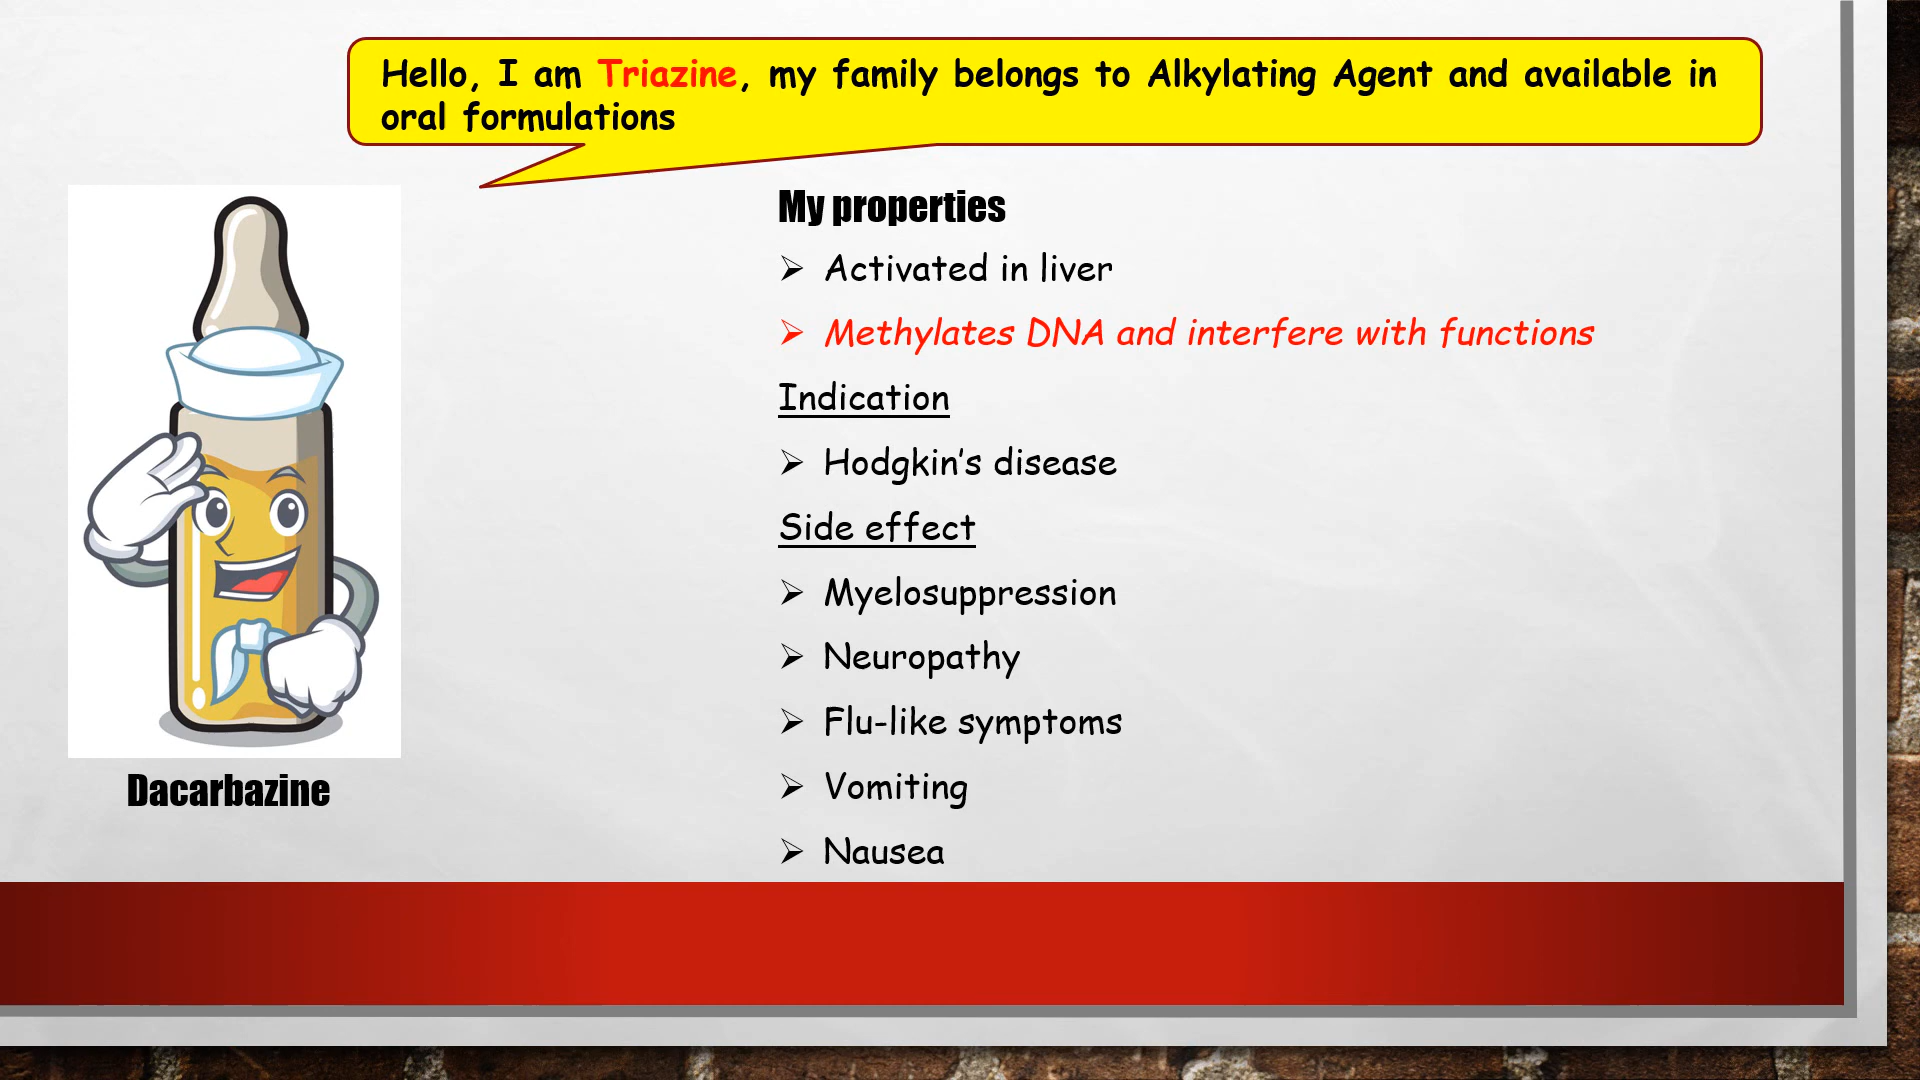 Hello, I am Triazine, my family belongs to Alkylating Agent and available in
oral formulations
My properties
➢ Activated in liver
➢ Methylates DNA and interfere with functions
Indication
➢ Hodgkin's disease
Side effect
➢ Myelosuppression
➢ Neuropathy
➢ Flu-like symptoms
➢ Vomiting
➢ Nausea
Dacarbazine